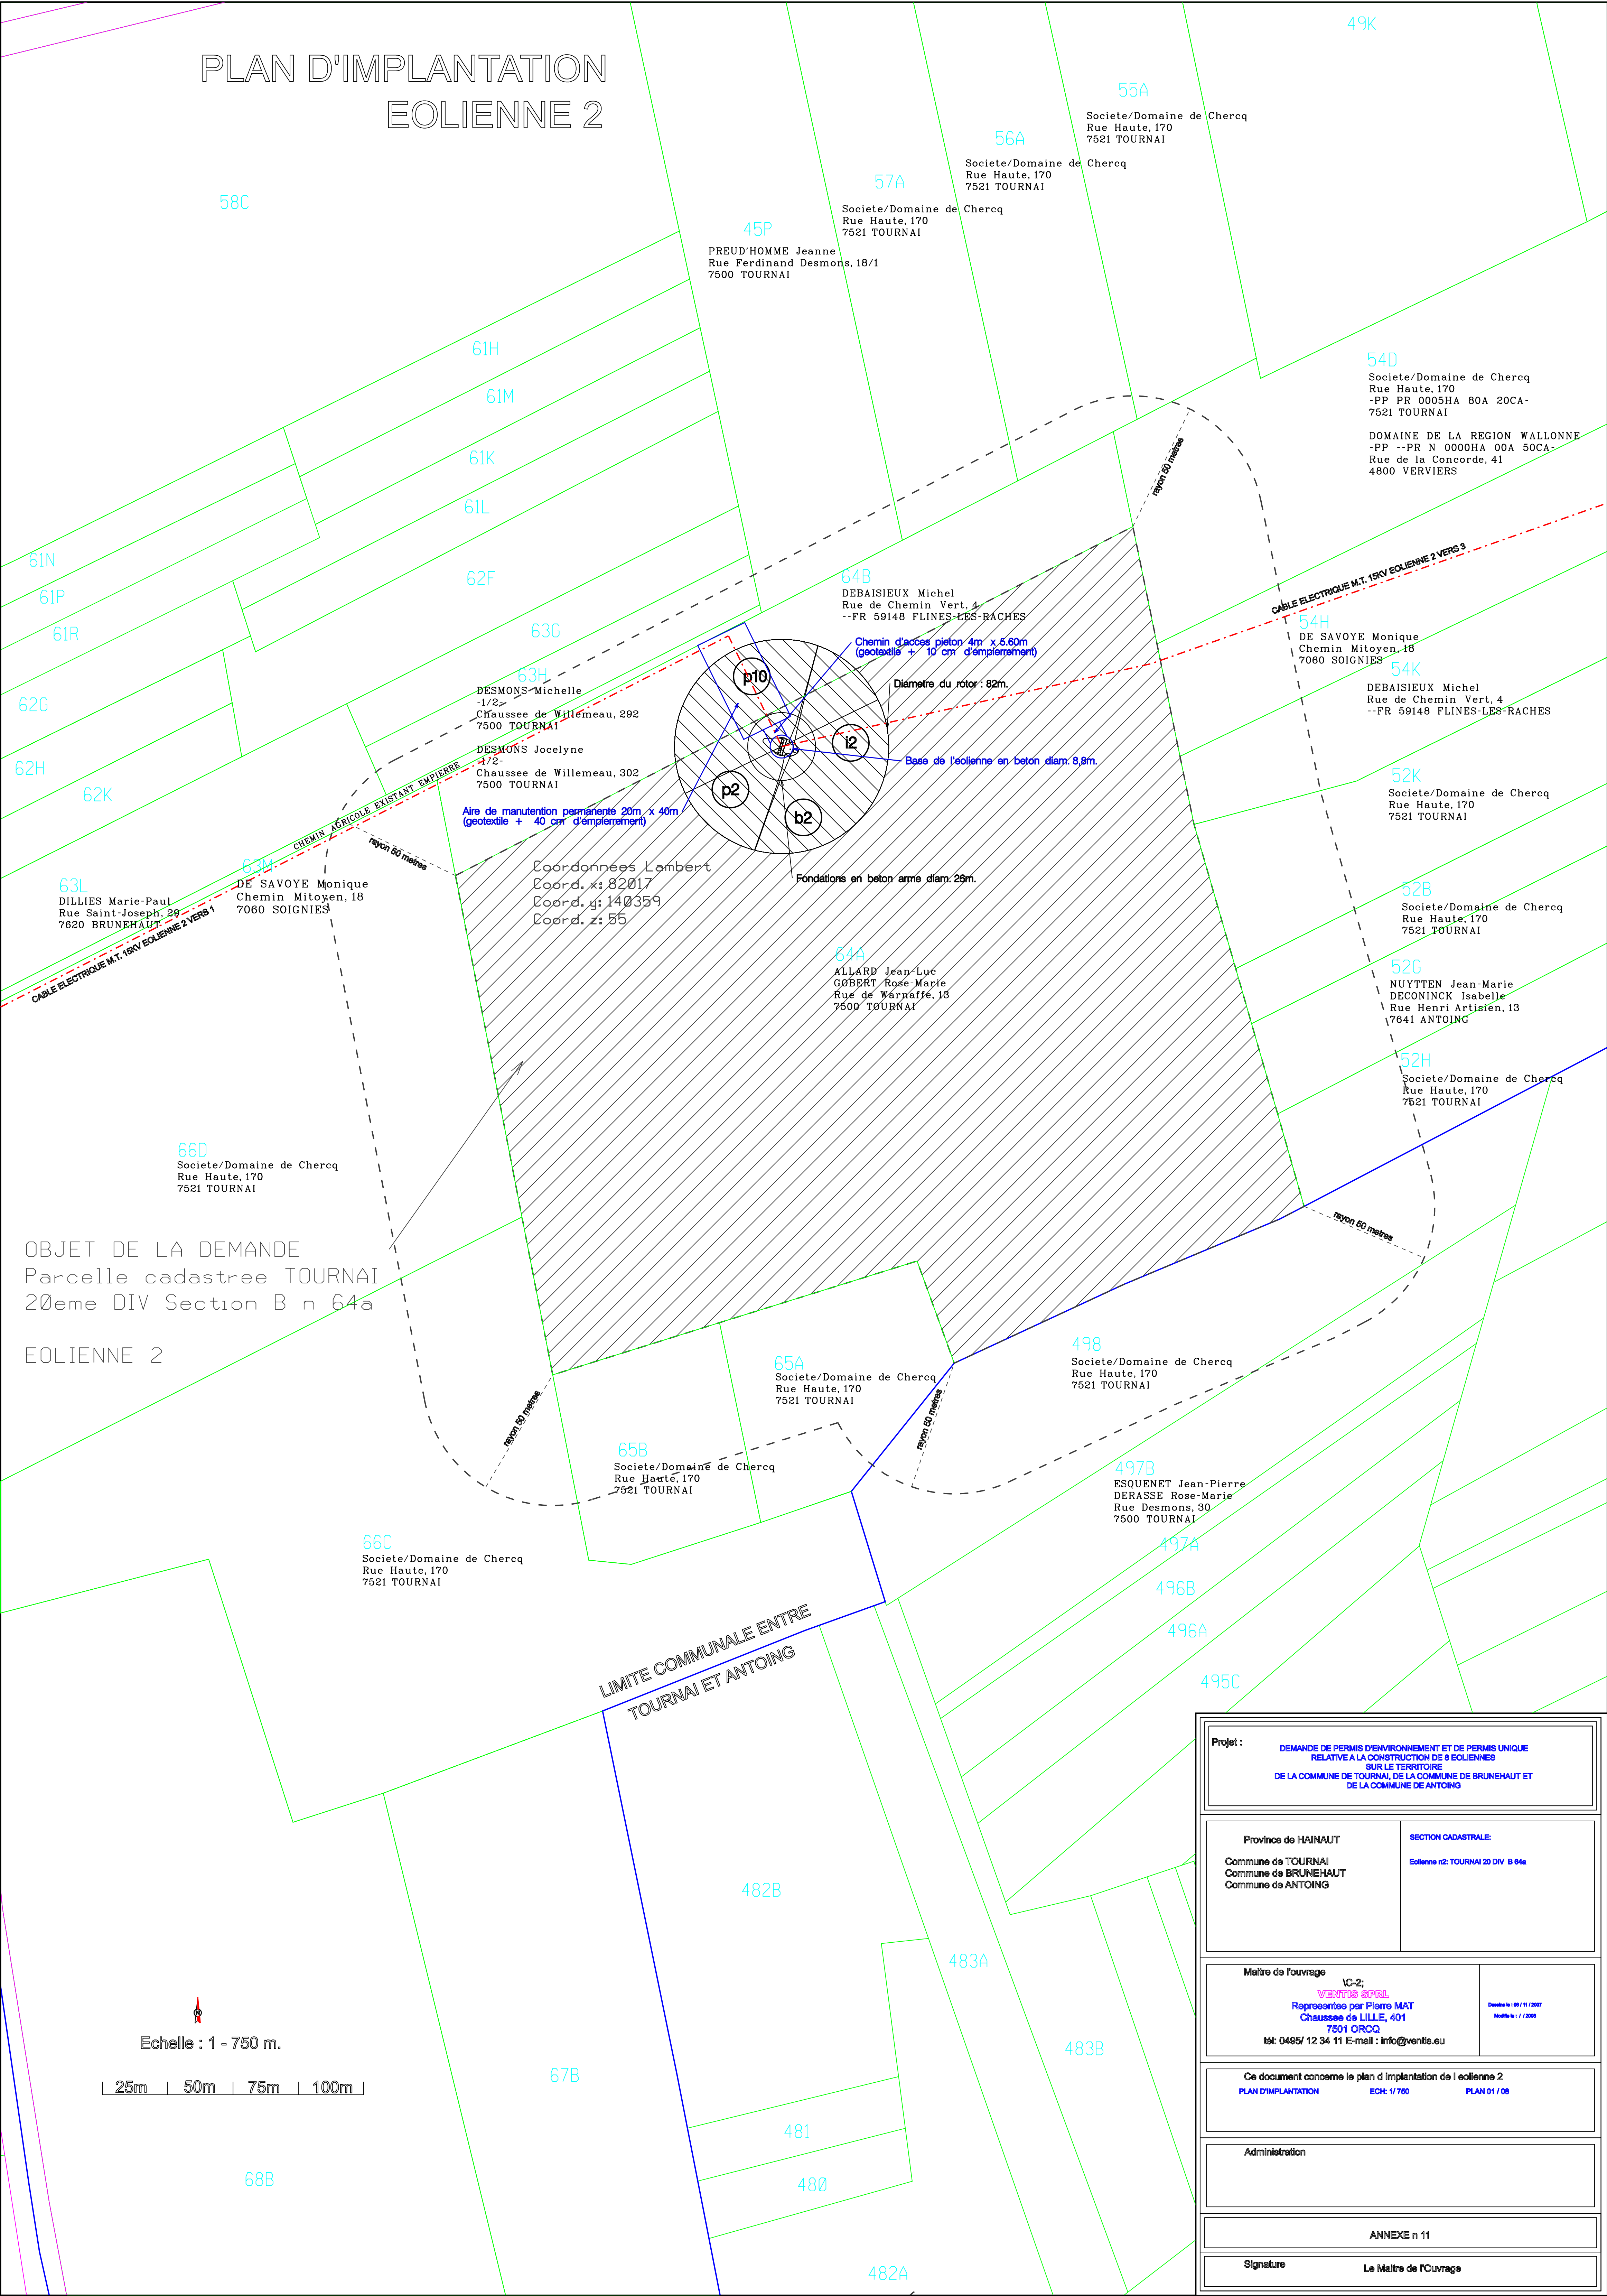 PLAN D'IMPLANTATION
EOLIENNE 2
49K
55A
Societe/Domaine de Chercq
Rue Haute, 170
7521 TOURNAI
56A
Societe/Domaine de Chercq
Rue Haute, 170
7521 TOURNAI
57A
Societe/Domaine de Chercq
Rue Haute, 170
7521 TOURNAI
58C
45P
PREUD'HOMME Jeanne
Rue Ferdinand Desmons, 18/1
7500 TOURNAI
61H
61M
61K
61L
61N
61P
61R
62F
62G
62H
62K
63G
54D
Societe/Domaine de Chercq
Rue Haute, 170
-PP PR 0005HA 80A 20CA-
7521 TOURNAI
DOMAINE DE LA REGION WALLONNE
-PP --PR N 0000HA 00A 50CA-
Rue de la Concorde, 41
4800 VERVIERS
rayon 50 metres
CABLE ELECTRIQUE M.T. 15KV EOLIENNE 2 VERS 3
64B
DEBAISIEUX Michel
Rue de Chemin Vert, 4
--FR 59148 FLINES-LES-RACHES
Chemin d'acces pieton 4m x 5.60m
(geotextile + 10 cm d'empierrement)
54H
DE SAVOYE Monique
Chemin Mitoyen, 18
7060 SOIGNIES
54K
DEBAISIEUX Michel
Rue de Chemin Vert, 4
--FR 59148 FLINES-LES-RACHES
63H
DESMONS Michelle
-1/2-
Chaussee de Willemeau, 292
7500 TOURNAI
DESMONS Jocelyne
-1/2-
Chaussee de Willemeau, 302
7500 TOURNAI
p10
i2
p2
b2
Diametre du rotor : 82m.
Base de l'eolienne en beton diam. 8,8m.
Aire de manutention permanente 20m x 40m
(geotextile + 40 cm d'empierrement)
Fondations en beton arme diam. 26m.
CHEMIN AGRICOLE EXISTANT EMPIERRE
rayon 50 metres
52K
Societe/Domaine de Chercq
Rue Haute, 170
7521 TOURNAI
63L
DILLIES Marie-Paul
Rue Saint-Joseph, 29
7620 BRUNEHAUT
63M
DE SAVOYE Monique
Chemin Mitoyen, 18
7060 SOIGNIES
CABLE ELECTRIQUE M.T. 15KV EOLIENNE 2 VERS 1
Coordonnées Lambert
Coord. x: 82017
Coord. y: 140359
Coord. z: 55
52B
Societe/Domaine de Chercq
Rue Haute, 170
7521 TOURNAI
64A
ALLARD Jean-Luc
GOBERT Rose-Marie
Rue de Warnaffe, 13
7500 TOURNAI
52G
NUYTTEN Jean-Marie
DECONINCK Isabelle
Rue Henri Artisien, 13
7641 ANTOING
52H
Societe/Domaine de Chercq
Rue Haute, 170
7521 TOURNAI
66D
Societe/Domaine de Chercq
Rue Haute, 170
7521 TOURNAI
rayon 50 metres
OBJET DE LA DEMANDE
Parcelle cadastree TOURNAI
20eme DIV Section B n 64a
EOLIENNE 2
65A
Societe/Domaine de Chercq
Rue Haute, 170
7521 TOURNAI
498
Societe/Domaine de Chercq
Rue Haute, 170
7521 TOURNAI
rayon 50 metres
rayon 50 metres
65B
Societe/Domaine de Chercq
Rue Haute, 170
7521 TOURNAI
497B
ESQUENET Jean-Pierre
DERASSE Rose-Marie
Rue Desmons, 30
7500 TOURNAI
66C
Societe/Domaine de Chercq
Rue Haute, 170
7521 TOURNAI
497A
496B
496A
495C
LIMITE COMMUNALE ENTRE
TOURNAI ET ANTOING
482B
483A
483B
67B
481
480
482A
68B
N
Echelle : 1 - 750 m.
25m 50m 75m 100m
Projet :
DEMANDE DE PERMIS D'ENVIRONNEMENT ET DE PERMIS UNIQUE
RELATIVE A LA CONSTRUCTION DE 8 EOLIENNES
SUR LE TERRITOIRE
DE LA COMMUNE DE TOURNAI, DE LA COMMUNE DE BRUNEHAUT ET
DE LA COMMUNE DE ANTOING
Province de HAINAUT
Commune de TOURNAI
Commune de BRUNEHAUT
Commune de ANTOING
SECTION CADASTRALE:
Eolienne n2: TOURNAI 20 DIV B 64a
Maitre de l'ouvrage
\C-2;
VENTIS SPRL
Representee par Pierre MAT
Chaussee de LILLE, 401
7501 ORCQ
tél: 0495/ 12 34 11 E-mail : info@ventis.eu
Dessine le : 08 / 11 / 2007
Modifie le : / / 2008
Ce document concerne le plan d implantation de l eolienne 2
PLAN D'IMPLANTATION ECH: 1/ 750 PLAN 01 / 08
Administration
ANNEXE n 11
Signature Le Maitre de l'Ouvrage